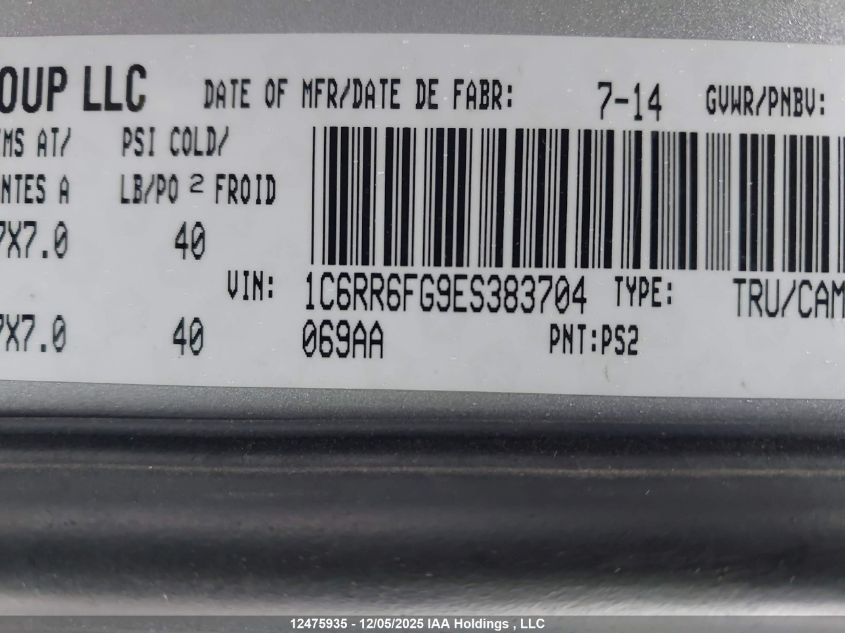 OUP LLC DATE OF MFR/DATE DE FABR: 7-14 GVWR/PNBV:
MS AT/ PSI COLD/
NTES A LB/PO 2 FROID
7X7.0 40
VIN: 1C6RR6FG9ES383704 TYPE: TRU/CAM
7X7.0 40 069AA PNT:PS2
12475935 - 12/05/2025 IAA Holdings , LLC